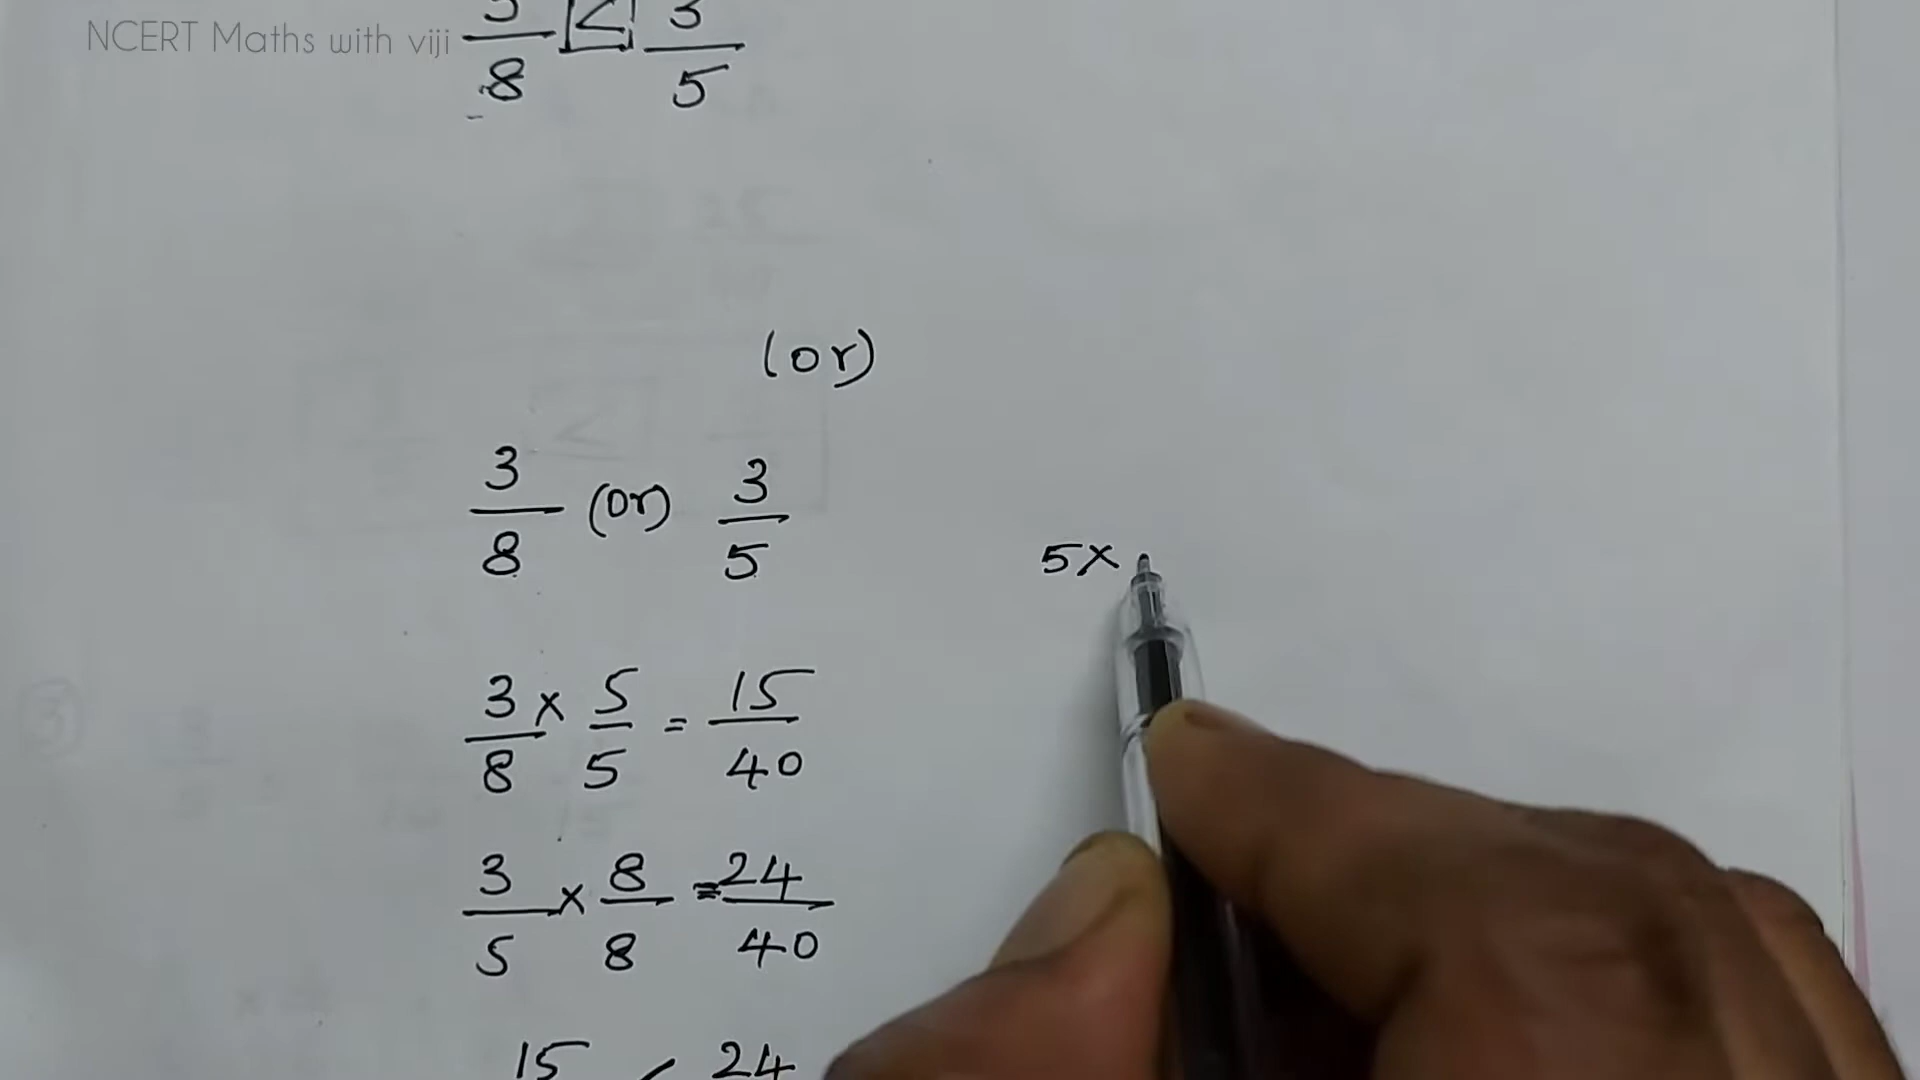 NCERT Maths with viji
3/8 < 3/5
(or)
3/8 (or) 3/5
5×
3/8 × 5/5 = 15/40
3/5 × 8/8 = 24/40
15 < 24